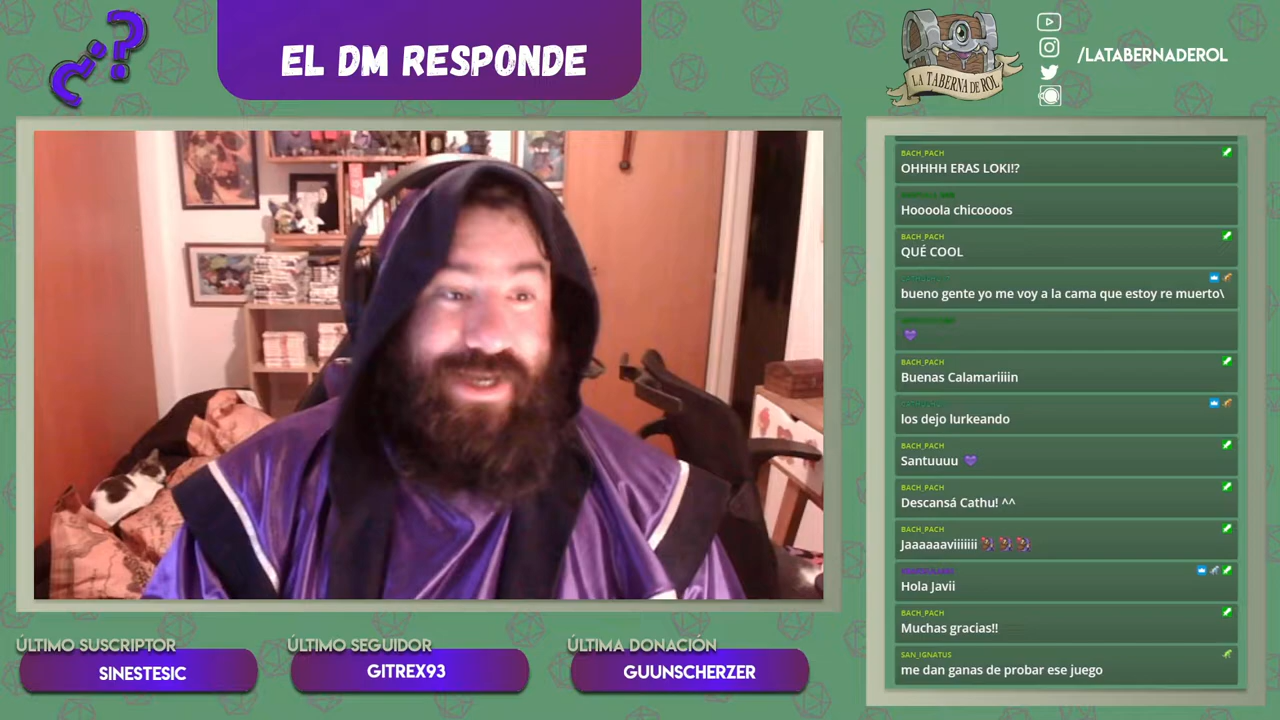 EL DM RESPONDE
LA TABERNA DE ROL
/LATABERNADEROL
BACH_PACH
OHHHH ERAS LOKI!?
Hoooola chicoooos
BACH_PACH
QUÉ COOL
bueno gente yo me voy a la cama que estoy re muerto\
BACH_PACH
Buenas Calamariiiin
los dejo lurkeando
BACH_PACH
Santuuuu
BACH_PACH
Descansá Cathu! ^^
BACH_PACH
Jaaaaaaviiiiiii
Hola Javii
BACH_PACH
Muchas gracias!!
SAN_IGNATUS
me dan ganas de probar ese juego
ÚLTIMO SUSCRIPTOR
SINESTESIC
ÚLTIMO SEGUIDOR
GITREX93
ÚLTIMA DONACIÓN
GUUNSCHERZER